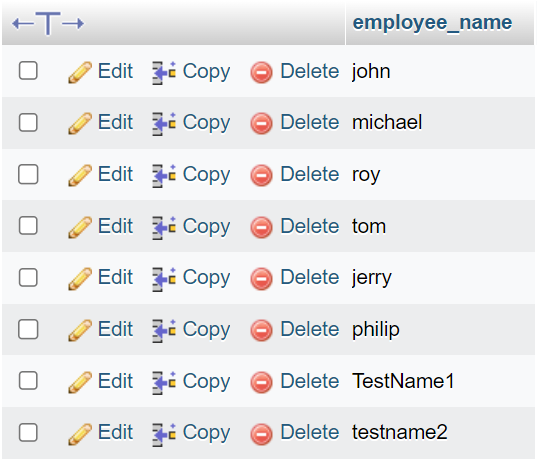 employee_name
Edit Copy Delete john
Edit Copy Delete michael
Edit Copy Delete roy
Edit Copy Delete tom
Edit Copy Delete jerry
Edit Copy Delete philip
Edit Copy Delete TestName1
Edit Copy Delete testname2